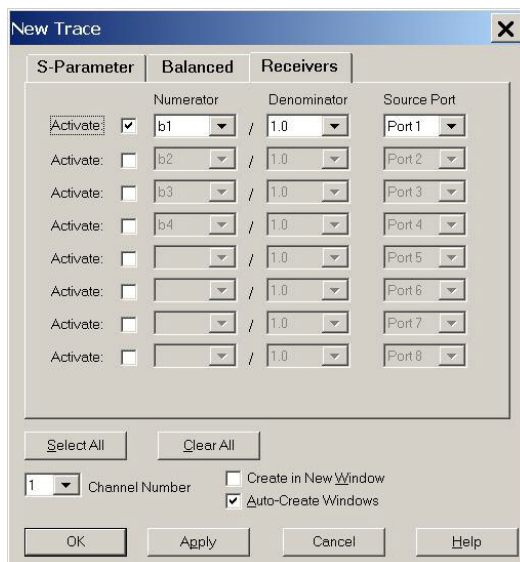 New Trace
S-Parameter Balanced Receivers
Numerator Denominator Source Port
Activate: b1 / 1.0 Port 1
Activate: b2 / 1.0 Port 2
Activate: b3 / 1.0 Port 3
Activate: b4 / 1.0 Port 4
Activate: / 1.0 Port 5
Activate: / 1.0 Port 6
Activate: / 1.0 Port 7
Activate: / 1.0 Port 8
Select All Clear All
1 Channel Number
Create in New Window
Auto-Create Windows
OK Apply Cancel Help